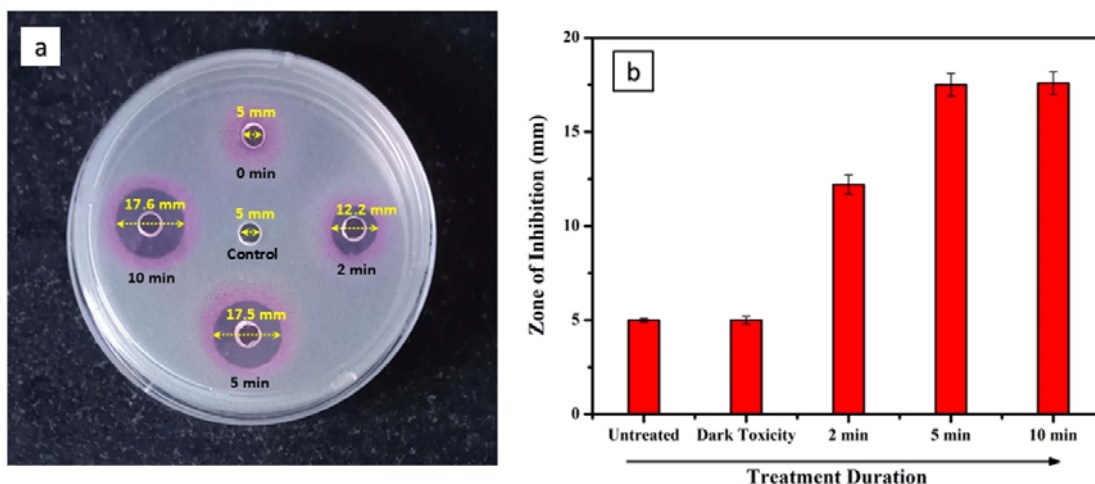 a
5 mm
0 min
17.6 mm
10 min
5 mm
Control
12.2 mm
2 min
17.5 mm
5 min
b
Zone of Inhibition (mm)
20
15
10
5
0
Untreated Dark Toxicity 2 min 5 min 10 min
Treatment Duration